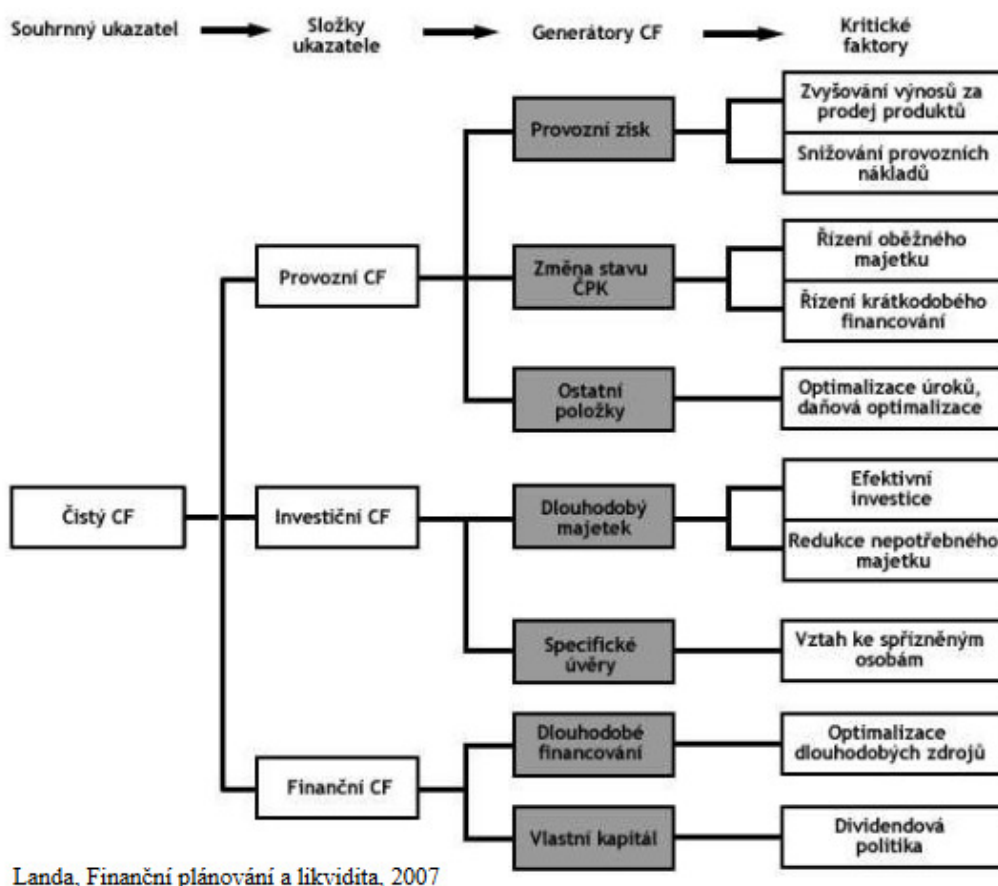 Souhrnný ukazatel
Složky
ukazatele
Generátory CF
Kritické
faktory
Čistý CF
Provozní CF
Provozní zisk
Zvyšování výnosů za
prodej produktů
Snižování provozních
nákladů
Změna stavu
ČPK
Řízení oběžného
majetku
Řízení krátkodobého
financování
Ostatní
položky
Optimalizace úroků,
daňová optimalizace
Investiční CF
Dlouhodobý
majetek
Efektivní
investice
Redukce nepotřebného
majetku
Specifické
úvěry
Vztah ke spřízněným
osobám
Finanční CF
Dlouhodobé
financování
Optimalizace
dlouhodobých zdrojů
Vlastní kapitál
Dividendová
politika
Landa, Finanční plánování a likvidita, 2007